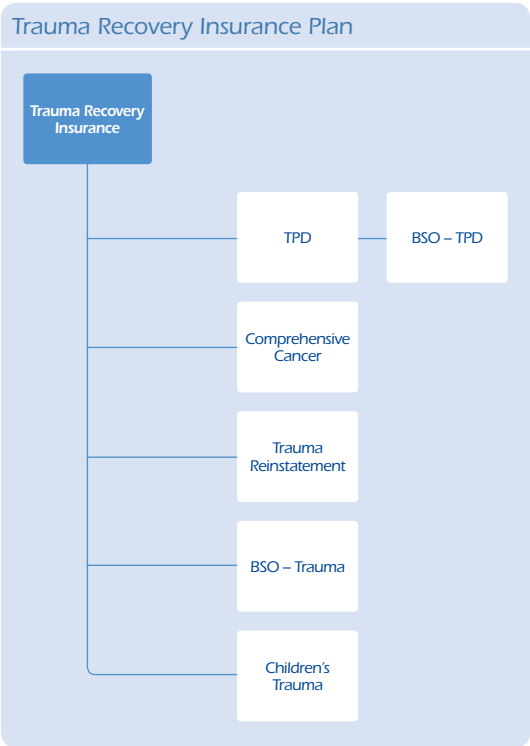 Trauma Recovery Insurance Plan
Trauma Recovery
Insurance
TPD
BSO – TPD
Comprehensive
Cancer
Trauma
Reinstatement
BSO – Trauma
Children’s
Trauma